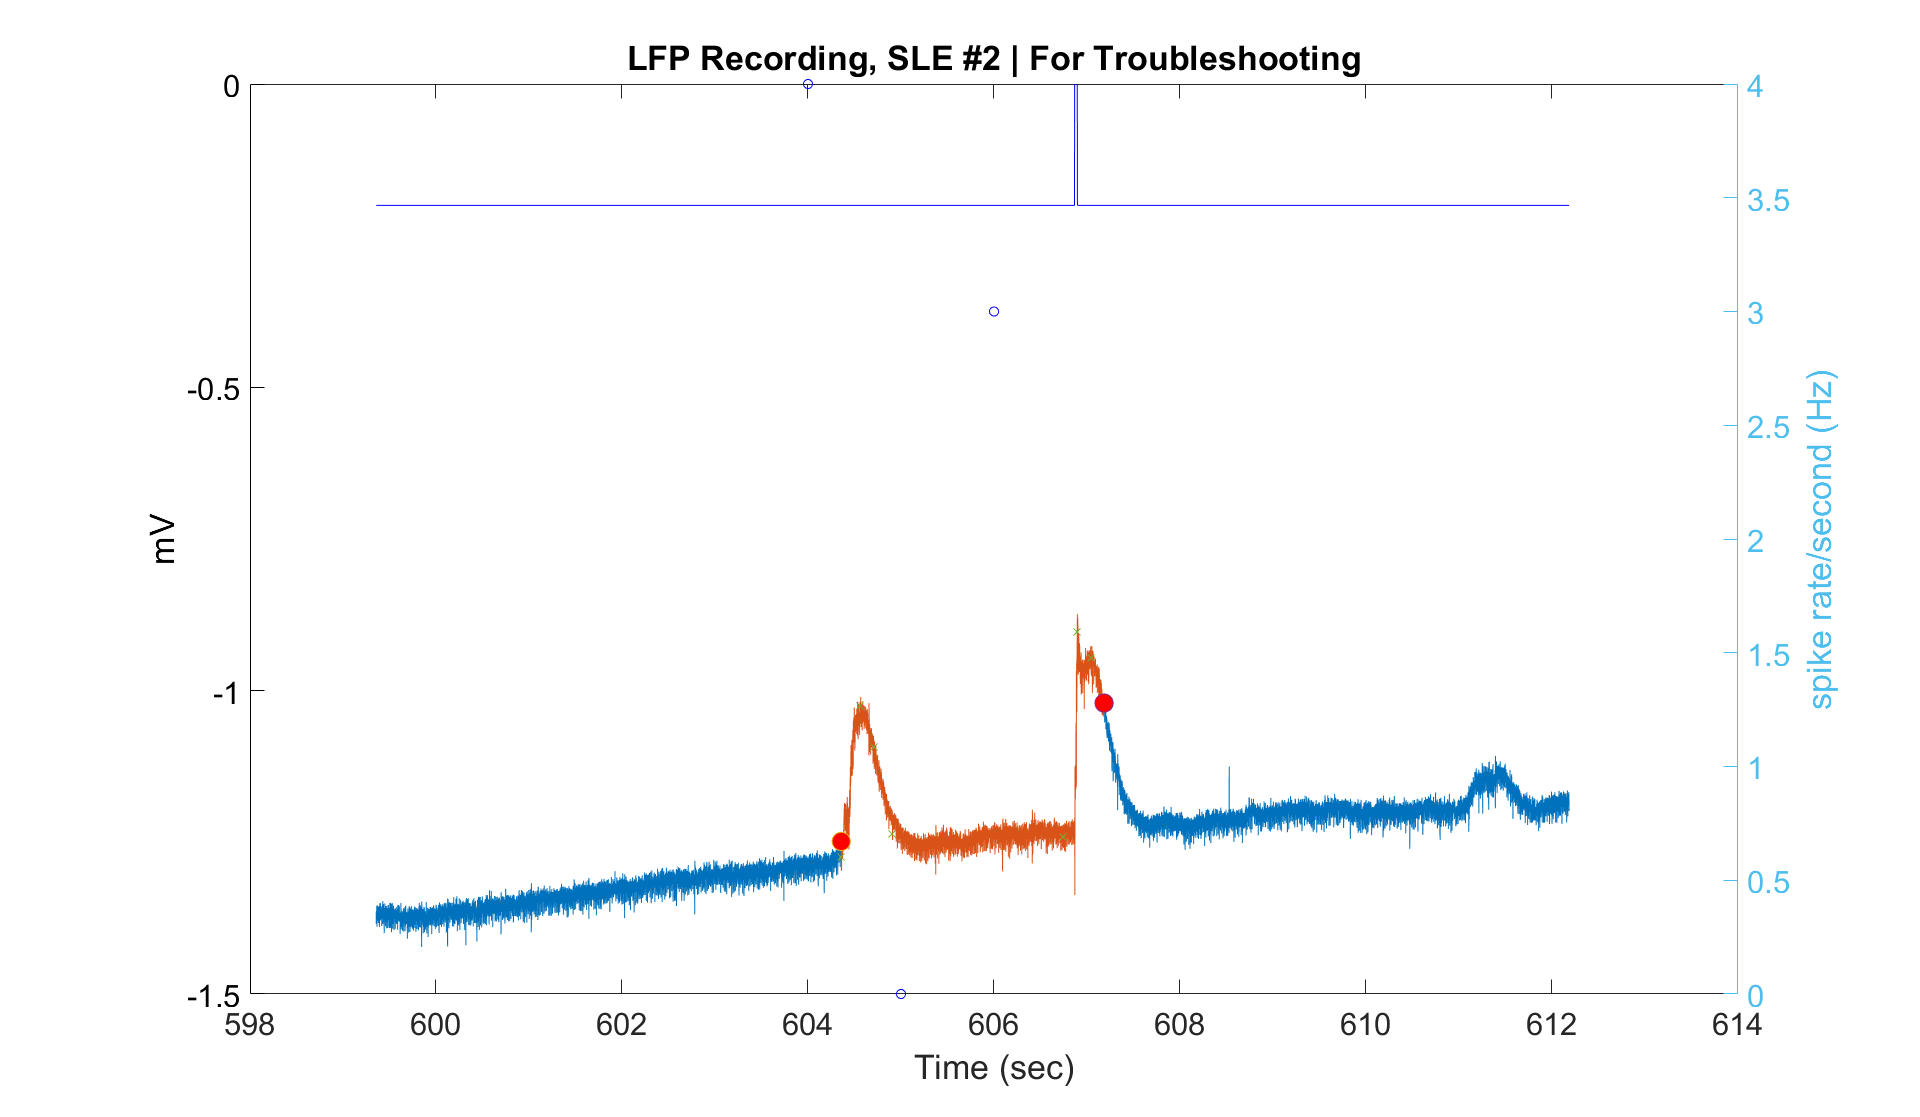 LFP Recording, SLE #2 | For Troubleshooting
0
-0.5
-1
-1.5
mV
598 600 602 604 606 608 610 612 614
Time (sec)
4
3.5
3
2.5
2
1.5
1
0.5
0
spike rate/second (Hz)